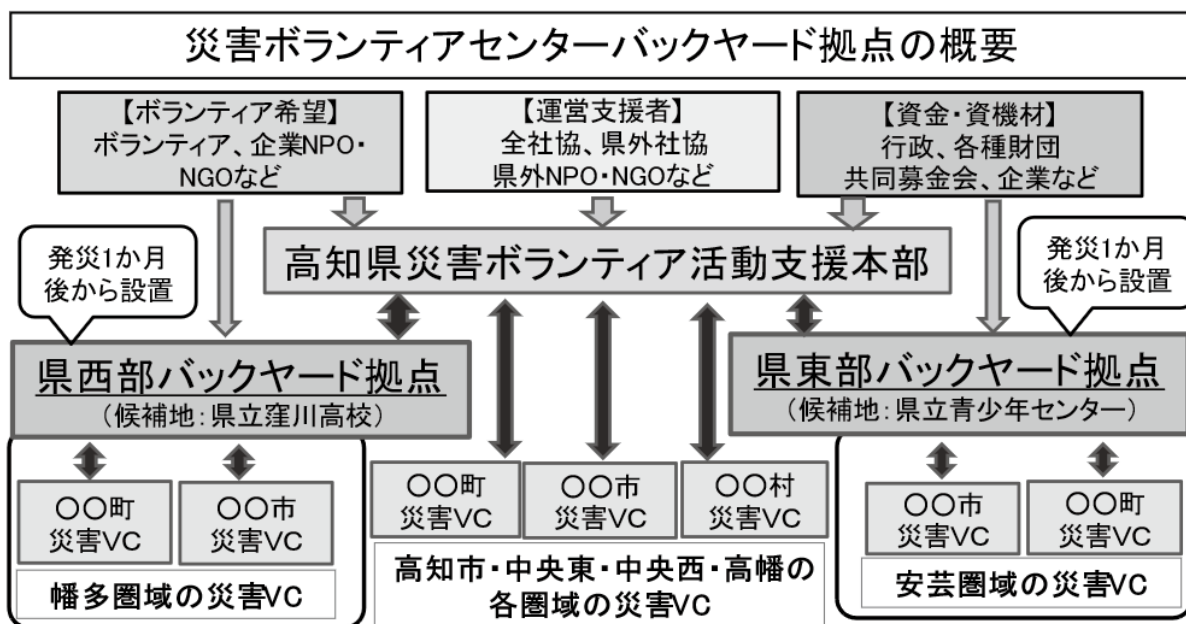 災害ボランティアセンターバックヤード拠点の概要
【ボランティア希望】
ボランティア、企業NPO・
NGOなど
【運営支援者】
全社協、県外社協
県外NPO・NGOなど
【資金・資機材】
行政、各種財団
共同募金会、企業など
高知県災害ボランティア活動支援本部
発災1か月
後から設置
発災1か月
後から設置
県西部バックヤード拠点
(候補地:県立窪川高校)
県東部バックヤード拠点
(候補地:県立青少年センター)
〇〇町
災害VC
〇〇市
災害VC
幡多圏域の災害VC
〇〇町
災害VC
〇〇市
災害VC
〇〇村
災害VC
高知市・中央東・中央西・高幡の
各圏域の災害VC
〇〇市
災害VC
〇〇町
災害VC
安芸圏域の災害VC